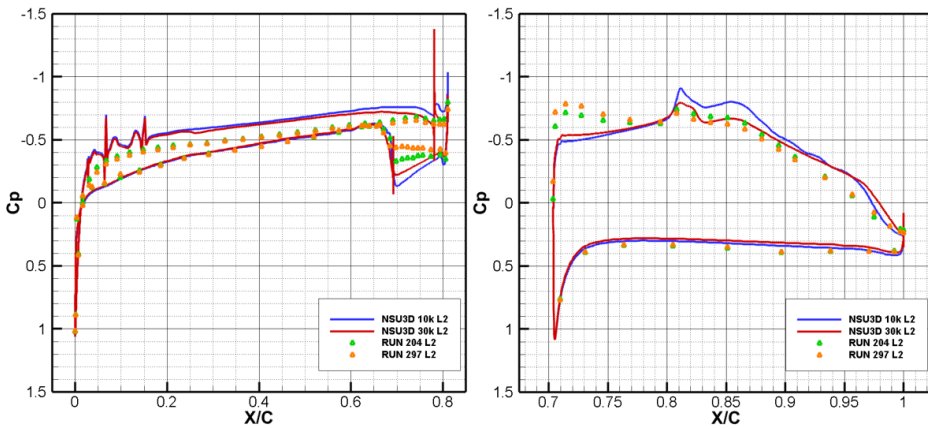 -1.5
-1
-0.5
0
0.5
1
1.5
Cp
0
0.2
0.4
0.6
0.8
X/C
NSU3D 10k L2
NSU3D 30k L2
RUN 204 L2
RUN 297 L2
-1.5
-1
-0.5
0
0.5
1
1.5
Cp
0.7
0.75
0.8
0.85
0.9
0.95
1
X/C
NSU3D 10k L2
NSU3D 30k L2
RUN 204 L2
RUN 297 L2